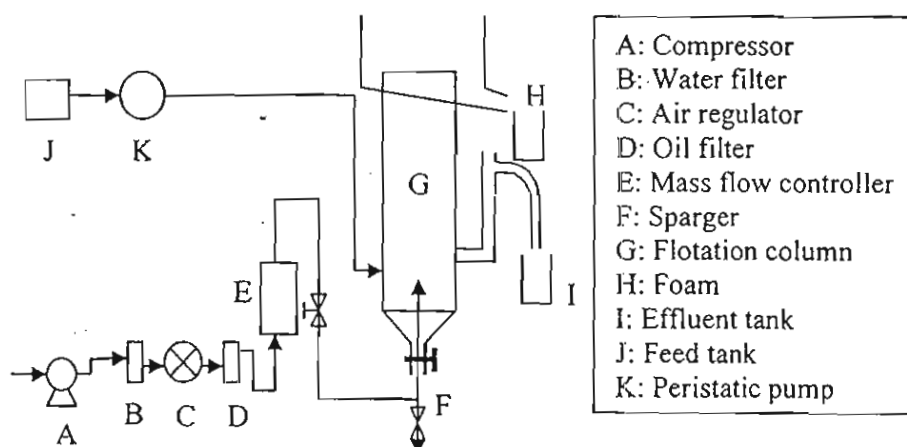 H
J
K
G
E
I
F
A
B
C
D
A: Compressor
B: Water filter
C: Air regulator
D: Oil filter
E: Mass flow controller
F: Sparger
G: Flotation column
H: Foam
I: Effluent tank
J: Feed tank
K: Peristatic pump